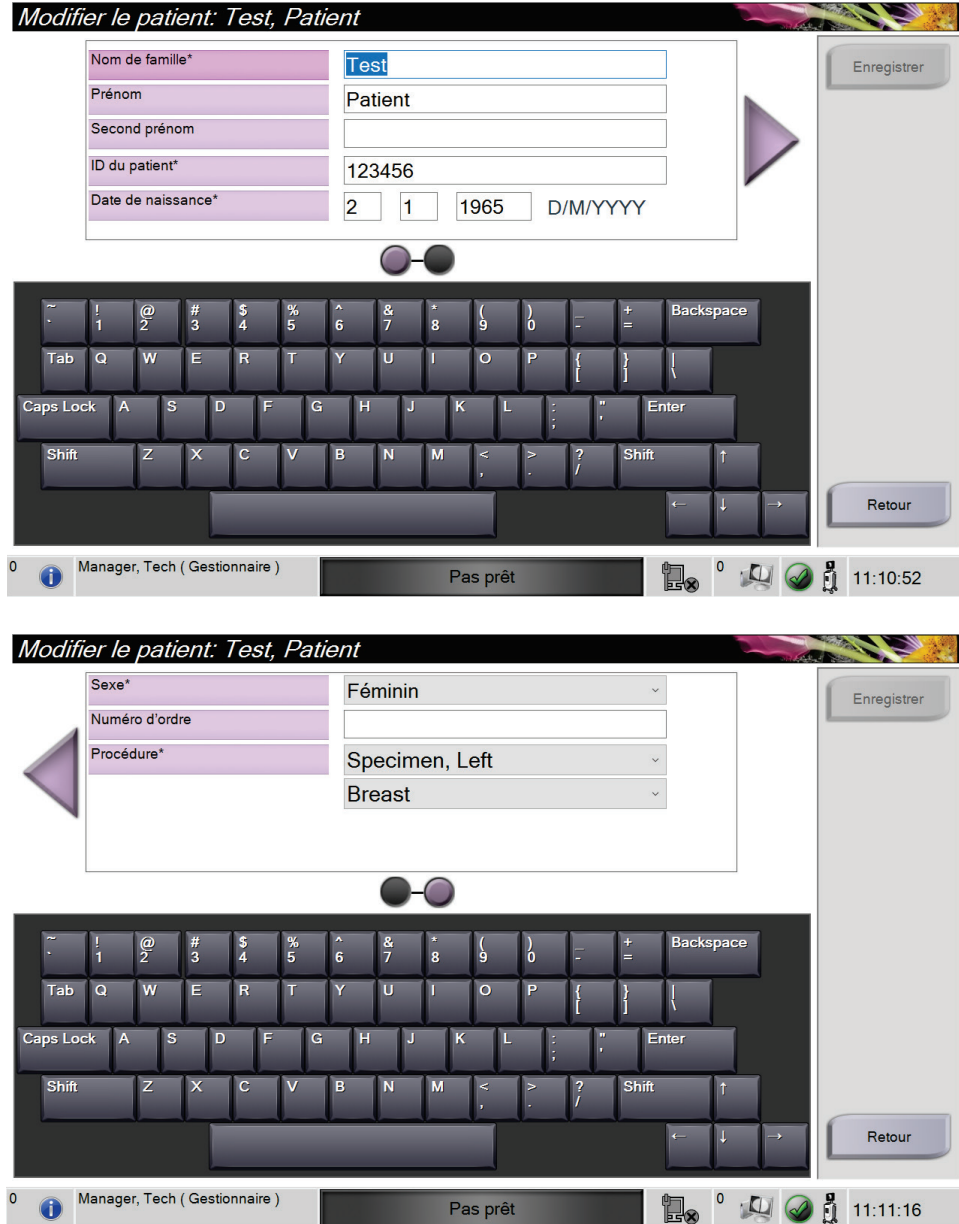 Modifier le patient: Test, Patient
Nom de famille* Test
Enregistrer
Prénom Patient
Second prénom
ID du patient* 123456
Date de naissance* 2 1 1965 D/M/YYYY
~ ` ! 1 @ 2 # 3 $ 4 % 5 ^ 6 & 7 * 8 ( 9 ) 0 _ - + = Backspace
Tab Q W E R T Y U I O P { [ } ] | \
Caps Lock A S D F G H J K L : ; " ' Enter
Shift Z X C V B N M < , > . ? / Shift ↑
← ↓ →
Retour
0 Manager, Tech ( Gestionnaire ) Pas prêt 0 11:10:52
Modifier le patient: Test, Patient
Sexe* Féminin
Enregistrer
Numéro d'ordre
Procédure* Specimen, Left
Breast
~ ` ! 1 @ 2 # 3 $ 4 % 5 ^ 6 & 7 * 8 ( 9 ) 0 _ - + = Backspace
Tab Q W E R T Y U I O P { [ } ] | \
Caps Lock A S D F G H J K L : ; " ' Enter
Shift Z X C V B N M < , > . ? / Shift ↑
← ↓ →
Retour
0 Manager, Tech ( Gestionnaire ) Pas prêt 0 11:11:16